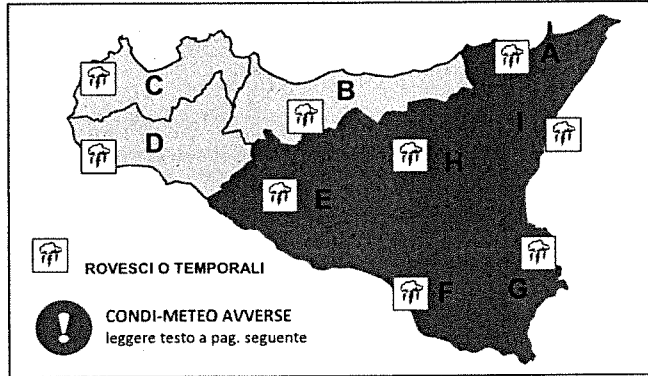 A
C
B
I
D
H
E
F
G
ROVESCI O TEMPORALI
!
CONDI-METEO AVVERSE
leggere testo a pag. seguente